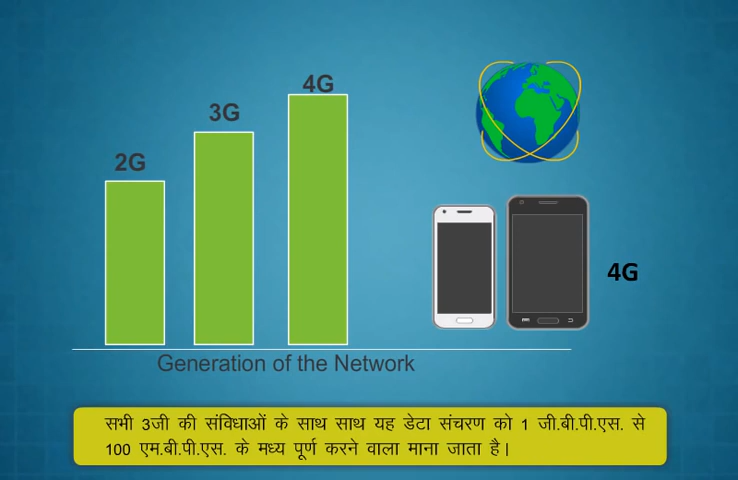 4G
3G
2G
4G
Generation of the Network
सभी 3जी की संविधाओं के साथ साथ यह डेटा संचरण को 1 जी.बी.पी.एस. से
100 एम.बी.पी.एस. के मध्य पूर्ण करने वाला माना जाता है।